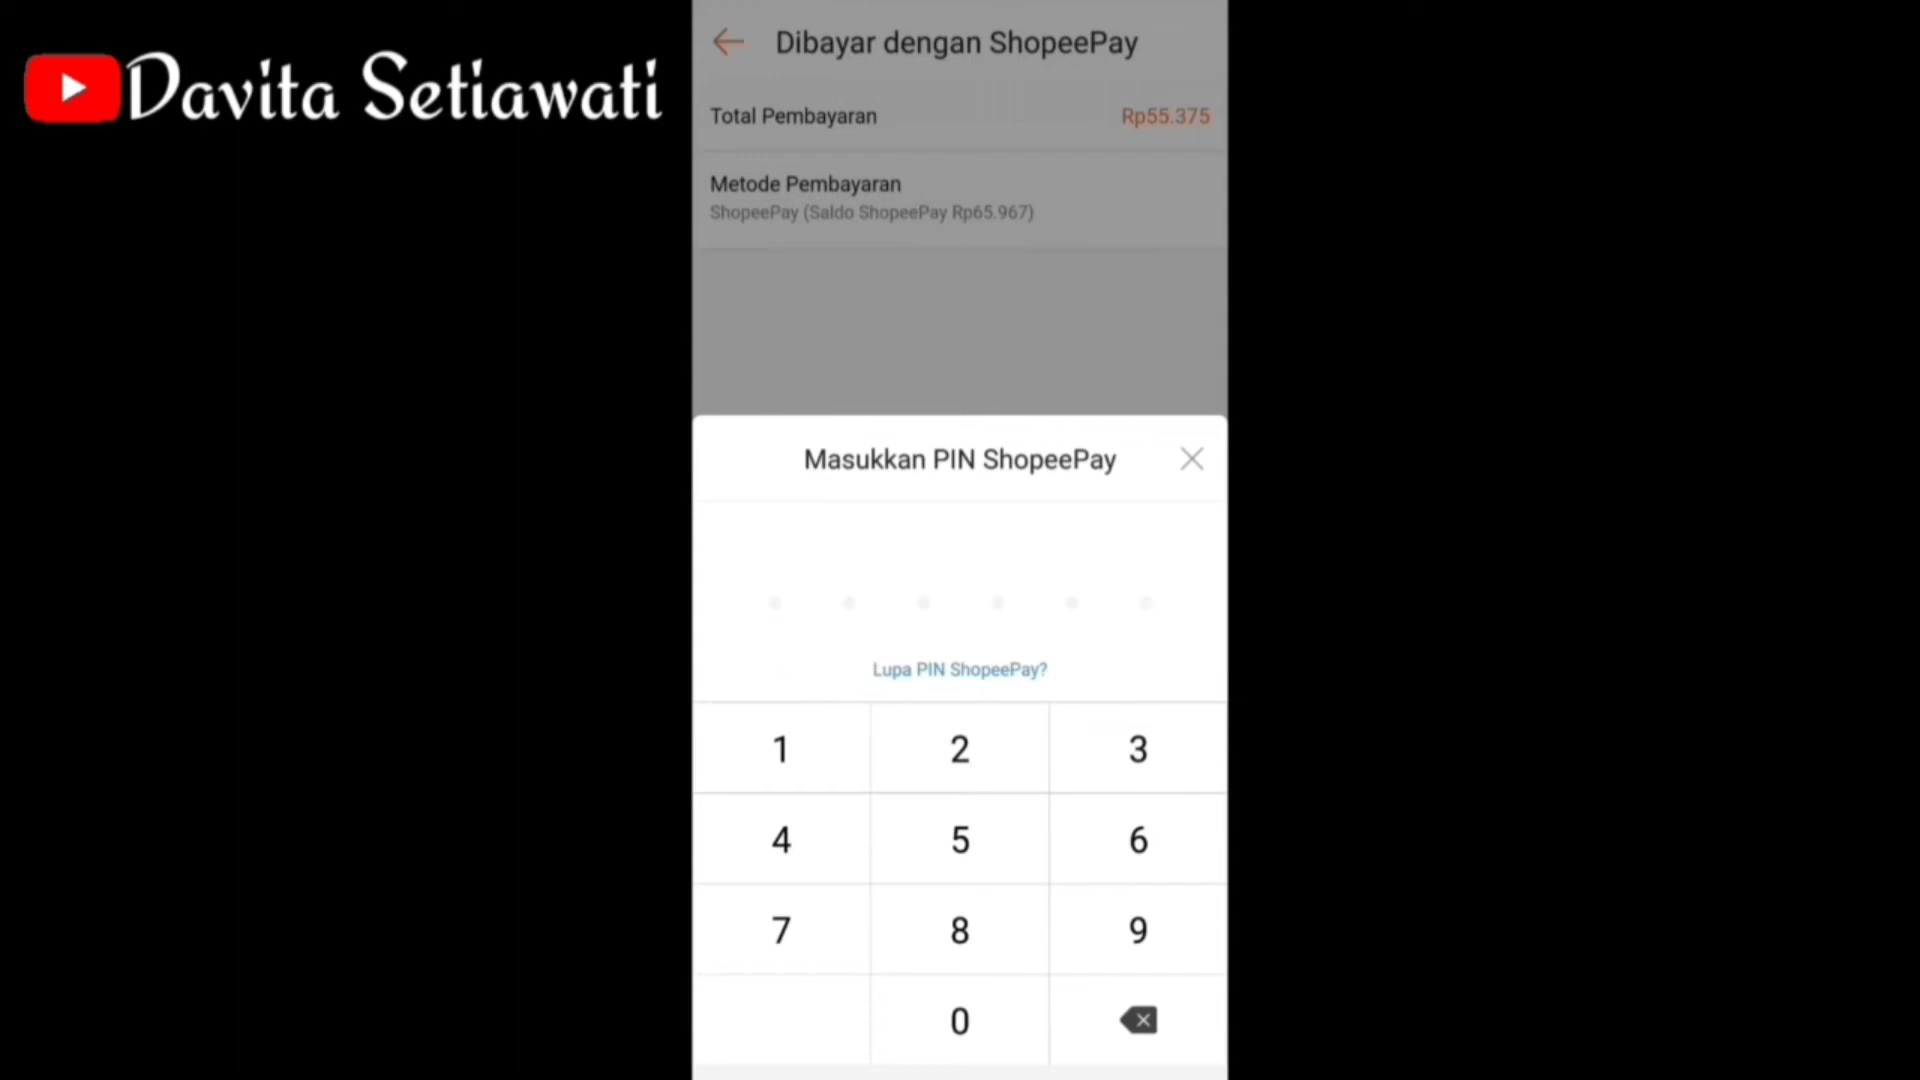 Davita Setiawati
Dibayar dengan ShopeePay
Total Pembayaran Rp55.375
Metode Pembayaran
ShopeePay (Saldo ShopeePay Rp65.967)
Masukkan PIN ShopeePay
Lupa PIN ShopeePay?
1 2 3
4 5 6
7 8 9
0